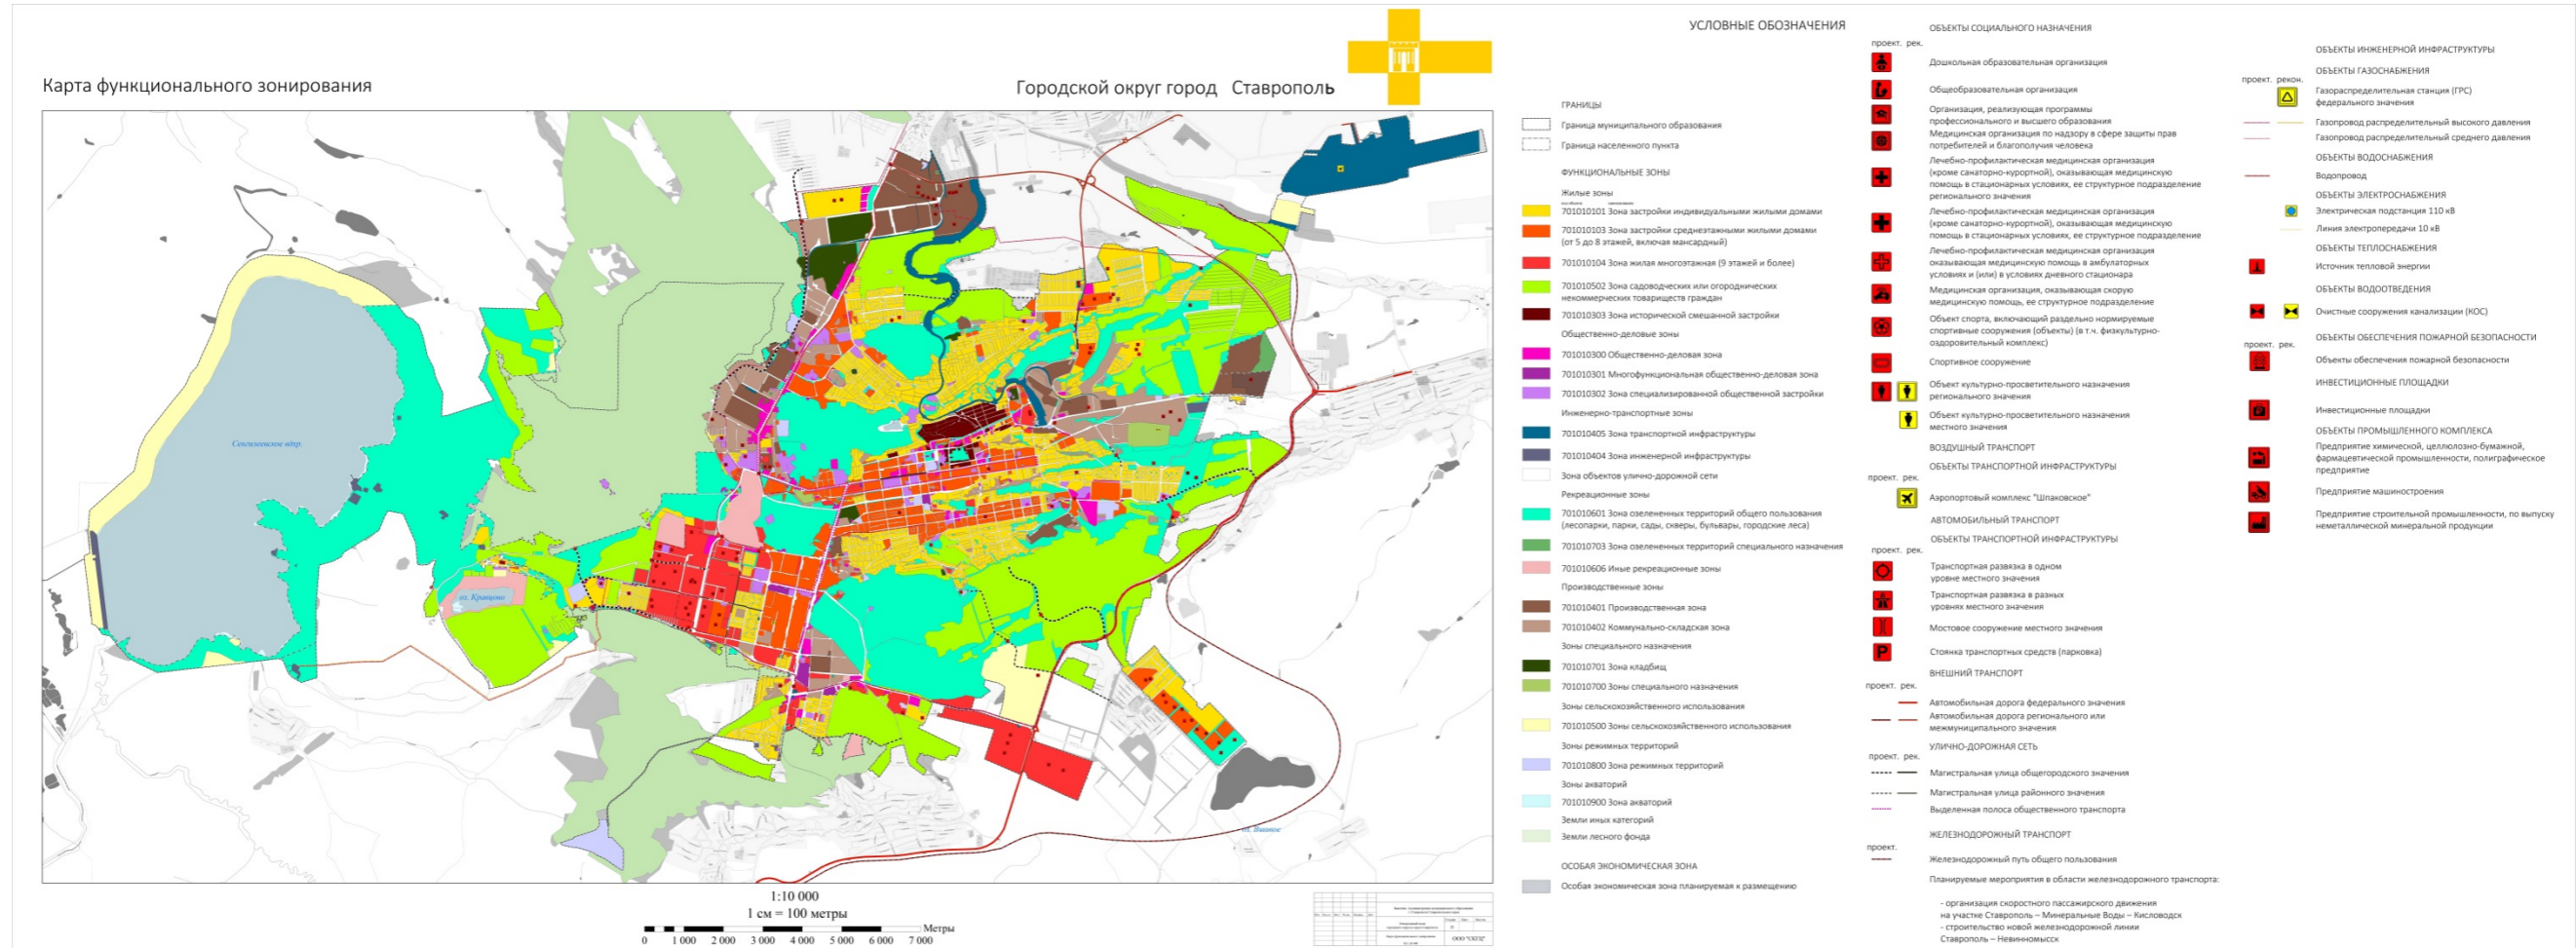 Карта функционального зонирования
Городской округ город Ставрополь
Сенгилеевское вдхр.
оз. Кравцово
оз. Вшивое
1:10 000
1 см = 100 метры
Метры
0 1 000 2 000 3 000 4 000 5 000 6 000 7 000
ООО "СКГЦ"
УСЛОВНЫЕ ОБОЗНАЧЕНИЯ
ГРАНИЦЫ
Граница муниципального образования
Граница населенного пункта
ФУНКЦИОНАЛЬНЫЕ ЗОНЫ
Жилые зоны
701010101 Зона застройки индивидуальными жилыми домами
701010103 Зона застройки среднеэтажными жилыми домами
(от 5 до 8 этажей, включая мансардный)
701010104 Зона жилая многоэтажная (9 этажей и более)
701010502 Зона садоводческих или огороднических
некоммерческих товариществ граждан
701010303 Зона исторической смешанной застройки
Общественно-деловые зоны
701010300 Общественно-деловая зона
701010301 Многофункциональная общественно-деловая зона
701010302 Зона специализированной общественной застройки
Инженерно-транспортные зоны
701010405 Зона транспортной инфраструктуры
701010404 Зона инженерной инфраструктуры
Зона объектов улично-дорожной сети
Рекреационные зоны
701010601 Зона озелененных территорий общего пользования
(лесопарки, парки, сады, скверы, бульвары, городские леса)
701010703 Зона озелененных территорий специального назначения
701010606 Иные рекреационные зоны
Производственные зоны
701010401 Производственная зона
701010402 Коммунально-складская зона
Зоны специального назначения
701010701 Зона кладбищ
701010700 Зоны специального назначения
Зоны сельскохозяйственного использования
701010500 Зоны сельскохозяйственного использования
Зоны режимных территорий
701010800 Зона режимных территорий
Зоны акваторий
701010900 Зона акваторий
Земли иных категорий
Земли лесного фонда
ОСОБАЯ ЭКОНОМИЧЕСКАЯ ЗОНА
Особая экономическая зона планируемая к размещению
ОБЪЕКТЫ СОЦИАЛЬНОГО НАЗНАЧЕНИЯ
проект. рек.
Дошкольная образовательная организация
Общеобразовательная организация
Организация, реализующая программы
профессионального и высшего образования
Медицинская организация по надзору в сфере защиты прав
потребителей и благополучия человека
Лечебно-профилактическая медицинская организация
(кроме санаторно-курортной), оказывающая медицинскую
помощь в стационарных условиях, ее структурное подразделение
регионального значения
Лечебно-профилактическая медицинская организация
(кроме санаторно-курортной), оказывающая медицинскую
помощь в стационарных условиях, ее структурное подразделение
Лечебно-профилактическая медицинская организация
оказывающая медицинскую помощь в амбулаторных
условиях и (или) в условиях дневного стационара
Медицинская организация, оказывающая скорую
медицинскую помощь, ее структурное подразделение
Объект спорта, включающий раздельно нормируемые
спортивные сооружения (объекты) (в т.ч. физкультурно-
оздоровительный комплекс)
Спортивное сооружение
Объект культурно-просветительного назначения
регионального значения
Объект культурно-просветительного назначения
местного значения
ВОЗДУШНЫЙ ТРАНСПОРТ
ОБЪЕКТЫ ТРАНСПОРТНОЙ ИНФРАСТРУКТУРЫ
проект. рек.
Аэропортовый комплекс "Шпаковское"
АВТОМОБИЛЬНЫЙ ТРАНСПОРТ
ОБЪЕКТЫ ТРАНСПОРТНОЙ ИНФРАСТРУКТУРЫ
проект. рек.
Транспортная развязка в одном
уровне местного значения
Транспортная развязка в разных
уровнях местного значения
Мостовое сооружение местного значения
P Стоянка транспортных средств (парковка)
ВНЕШНИЙ ТРАНСПОРТ
проект. рек.
Автомобильная дорога федерального значения
Автомобильная дорога регионального или
межмуниципального значения
УЛИЧНО-ДОРОЖНАЯ СЕТЬ
проект. рек.
Магистральная улица общегородского значения
Магистральная улица районного значения
Выделенная полоса общественного транспорта
ЖЕЛЕЗНОДОРОЖНЫЙ ТРАНСПОРТ
проект.
Железнодорожный путь общего пользования
Планируемые мероприятия в области железнодорожного транспорта:
- организация скоростного пассажирского движения
на участке Ставрополь – Минеральные Воды – Кисловодск
- строительство новой железнодорожной линии
Ставрополь – Невинномысск
ОБЪЕКТЫ ИНЖЕНЕРНОЙ ИНФРАСТРУКТУРЫ
ОБЪЕКТЫ ГАЗОСНАБЖЕНИЯ
проект. рекон.
Газораспределительная станция (ГРС)
федерального значения
Газопровод распределительный высокого давления
Газопровод распределительный среднего давления
ОБЪЕКТЫ ВОДОСНАБЖЕНИЯ
Водопровод
ОБЪЕКТЫ ЭЛЕКТРОСНАБЖЕНИЯ
Электрическая подстанция 110 кВ
Линия электропередачи 10 кВ
ОБЪЕКТЫ ТЕПЛОСНАБЖЕНИЯ
Источник тепловой энергии
ОБЪЕКТЫ ВОДООТВЕДЕНИЯ
Очистные сооружения канализации (КОС)
ОБЪЕКТЫ ОБЕСПЕЧЕНИЯ ПОЖАРНОЙ БЕЗОПАСНОСТИ
проект. рек.
Объекты обеспечения пожарной безопасности
ИНВЕСТИЦИОННЫЕ ПЛОЩАДКИ
Инвестиционные площадки
ОБЪЕКТЫ ПРОМЫШЛЕННОГО КОМПЛЕКСА
Предприятие химической, целлюлозно-бумажной,
фармацевтической промышленности, полиграфическое
предприятие
Предприятие машиностроения
Предприятие строительной промышленности, по выпуску
неметаллической минеральной продукции